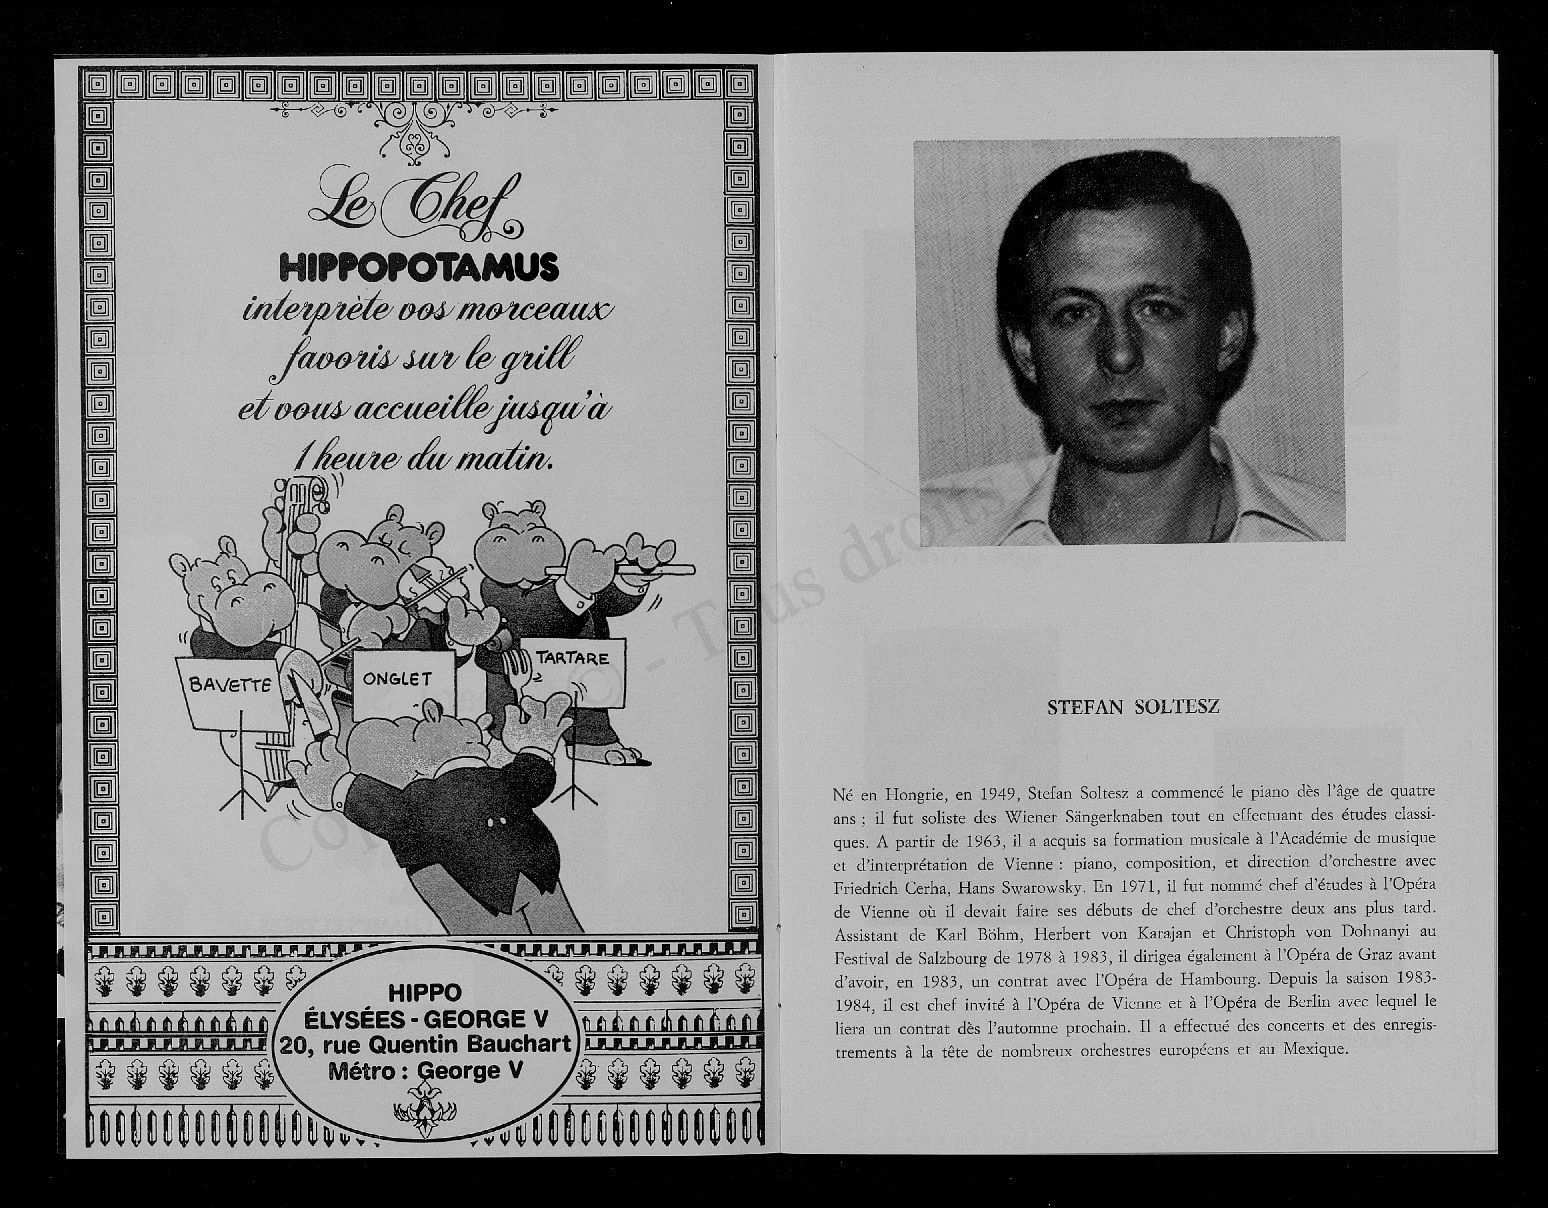 Le Chef
HIPPOPOTAMUS
interprète vos morceaux
favoris sur le grill
et vous accueille jusqu'à
1 heure du matin.
BAVETTE
ONGLET
TARTARE
HIPPO
ÉLYSÉES - GEORGE V
20, rue Quentin Bauchart
Métro : George V
© - Tous droits
STEFAN SOLTESZ
Né en Hongrie, en 1949, Stefan Soltesz a commencé le piano dès l'âge de quatre
ans ; il fut soliste des Wiener Sängerknaben tout en effectuant des études classi-
ques. A partir de 1963, il a acquis sa formation musicale à l'Académie de musique
et d'interprétation de Vienne : piano, composition, et direction d'orchestre avec
Friedrich Cerha, Hans Swarowsky. En 1971, il fut nommé chef d'études à l'Opéra
de Vienne où il devait faire ses débuts de chef d'orchestre deux ans plus tard.
Assistant de Karl Böhm, Herbert von Karajan et Christoph von Dohnanyi au
Festival de Salzbourg de 1978 à 1983, il dirigea également à l'Opéra de Graz avant
d'avoir, en 1983, un contrat avec l'Opéra de Hambourg. Depuis la saison 1983-
1984, il est chef invité à l'Opéra de Vienne et à l'Opéra de Berlin avec lequel le
liera un contrat dès l'automne prochain. Il a effectué des concerts et des enregis-
trements à la tête de nombreux orchestres européens et au Mexique.